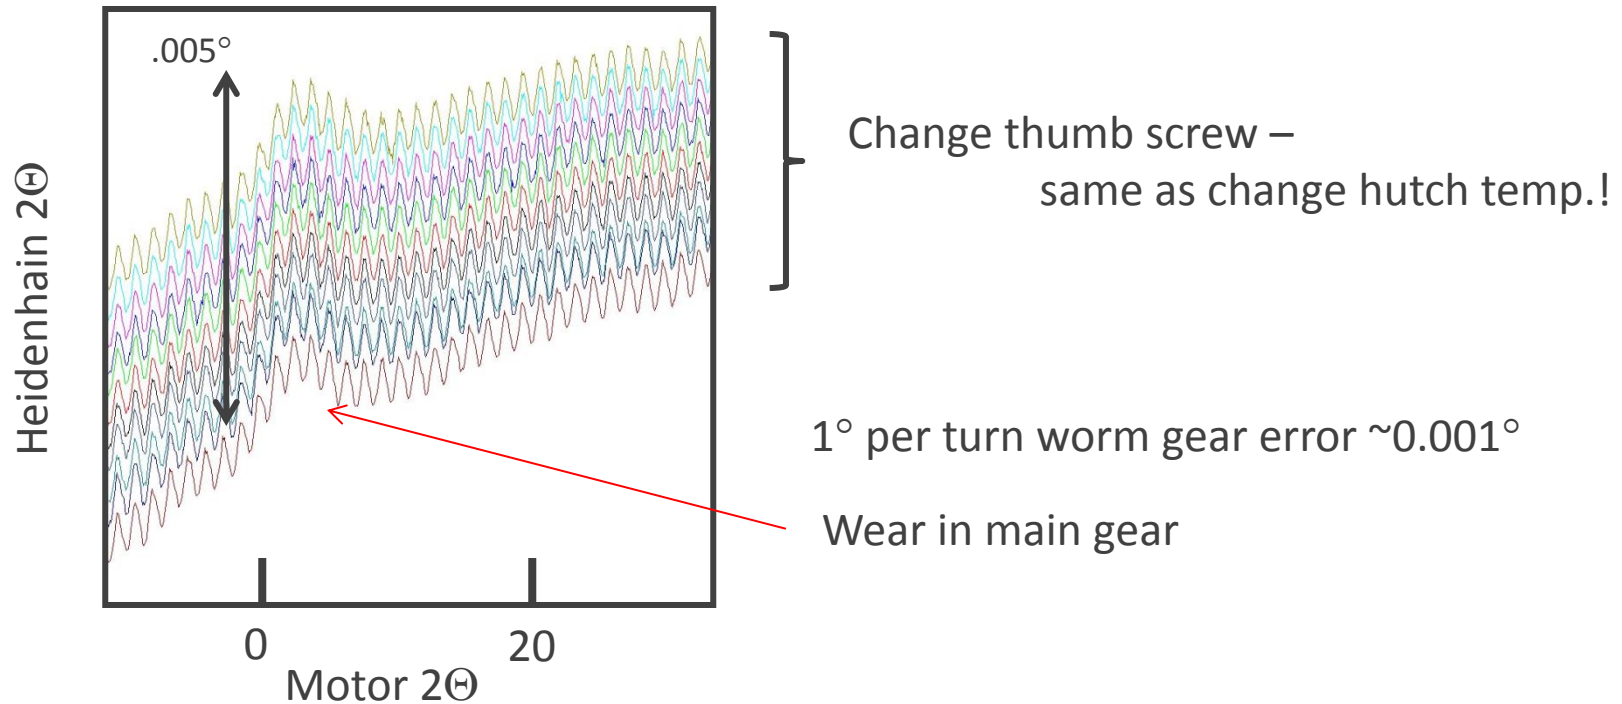 .005°
Heidenhain 2Θ
0
20
Motor 2Θ
Change thumb screw –
same as change hutch temp.!
1° per turn worm gear error ~0.001°
Wear in main gear